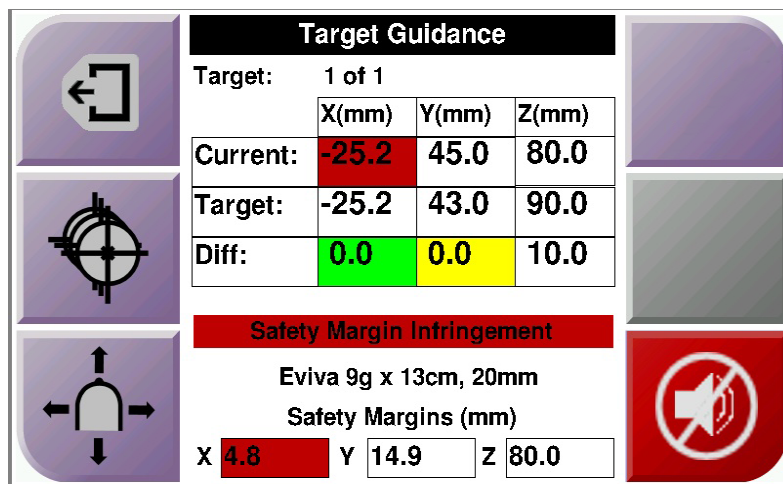 Target Guidance
Target: 1 of 1
X(mm) Y(mm) Z(mm)
Current: -25.2 45.0 80.0
Target: -25.2 43.0 90.0
Diff: 0.0 0.0 10.0
Safety Margin Infringement
Eviva 9g x 13cm, 20mm
Safety Margins (mm)
X 4.8 Y 14.9 Z 80.0